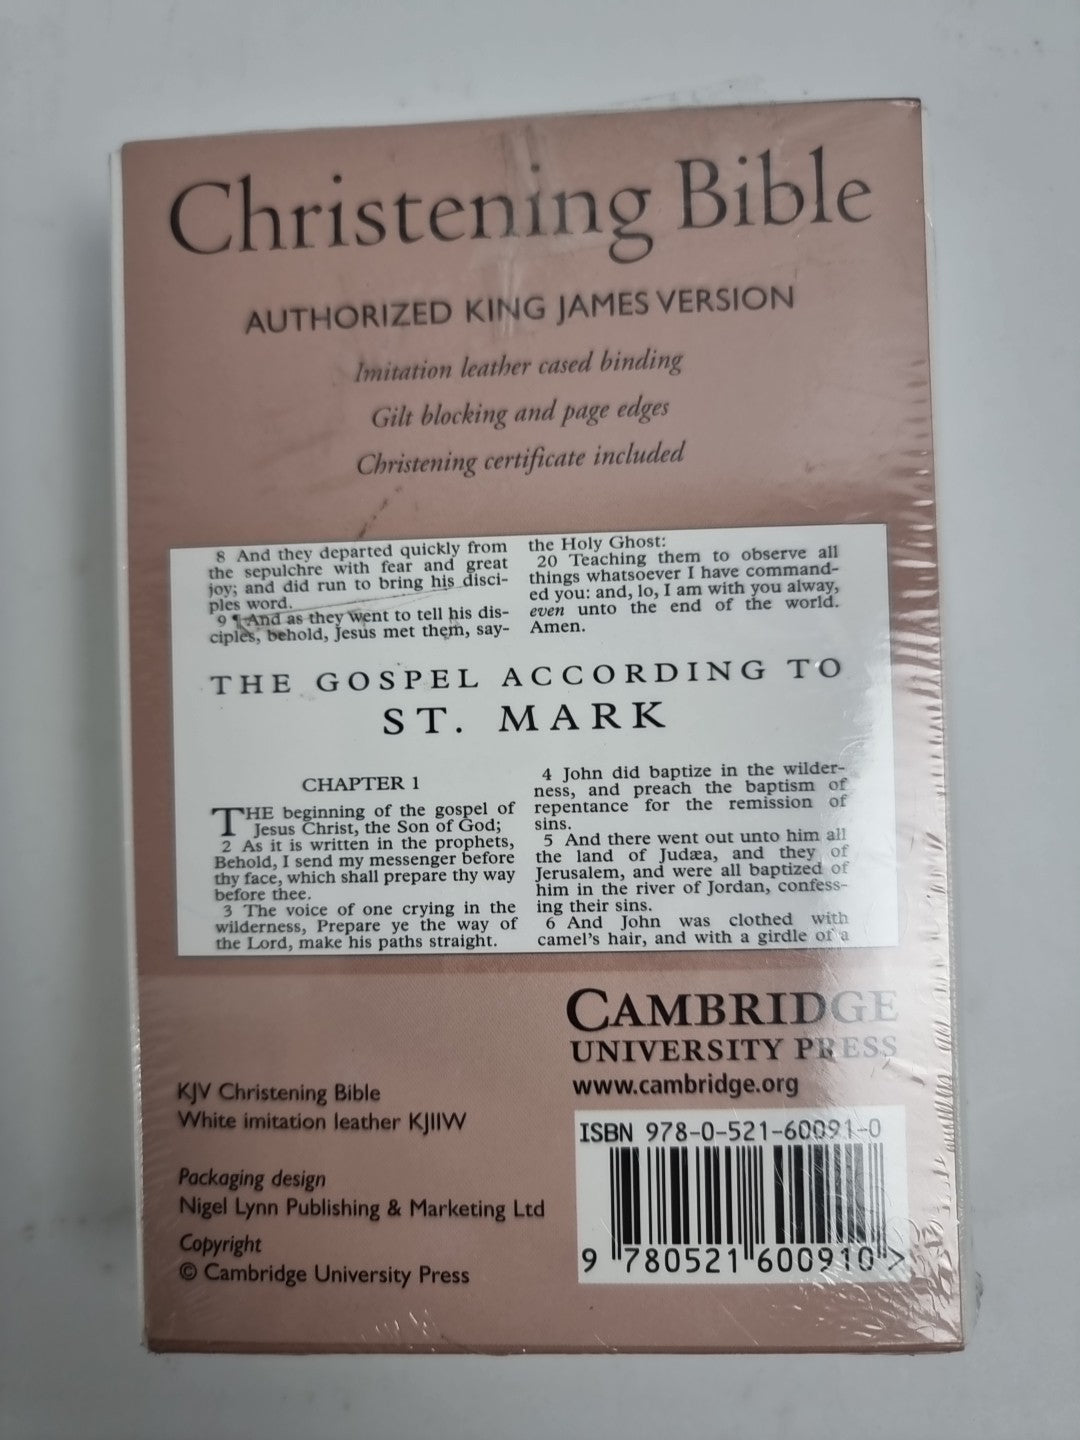 Christening Bible
AUTHORIZED KING JAMES VERSION
Imitation leather cased binding
Gilt blocking and page edges
Christening certificate included
8 And they departed quickly from
the sepulchre with fear and great
joy; and did run to bring his disci-
ples word.
9 ¶ And as they went to tell his dis-
ciples, behold, Jesus met them, say-
the Holy Ghost:
20 Teaching them to observe all
things whatsoever I have command-
ed you: and, lo, I am with you alway,
even unto the end of the world.
Amen.
THE GOSPEL ACCORDING TO
ST. MARK
CHAPTER 1
THE beginning of the gospel of
Jesus Christ, the Son of God;
2 As it is written in the prophets,
Behold, I send my messenger before
thy face, which shall prepare thy way
before thee.
3 The voice of one crying in the
wilderness, Prepare ye the way of
the Lord, make his paths straight.
4 John did baptize in the wilder-
ness, and preach the baptism of
repentance for the remission of
sins.
5 And there went out unto him all
the land of Judæa, and they of
Jerusalem, and were all baptized of
him in the river of Jordan, confess-
ing their sins.
6 And John was clothed with
camel's hair, and with a girdle of a
CAMBRIDGE
UNIVERSITY PRESS
www.cambridge.org
KJV Christening Bible
White imitation leather KJIIW
Packaging design
Nigel Lynn Publishing & Marketing Ltd
Copyright
© Cambridge University Press
ISBN 978-0-521-60091-0
9 780521 600910 >